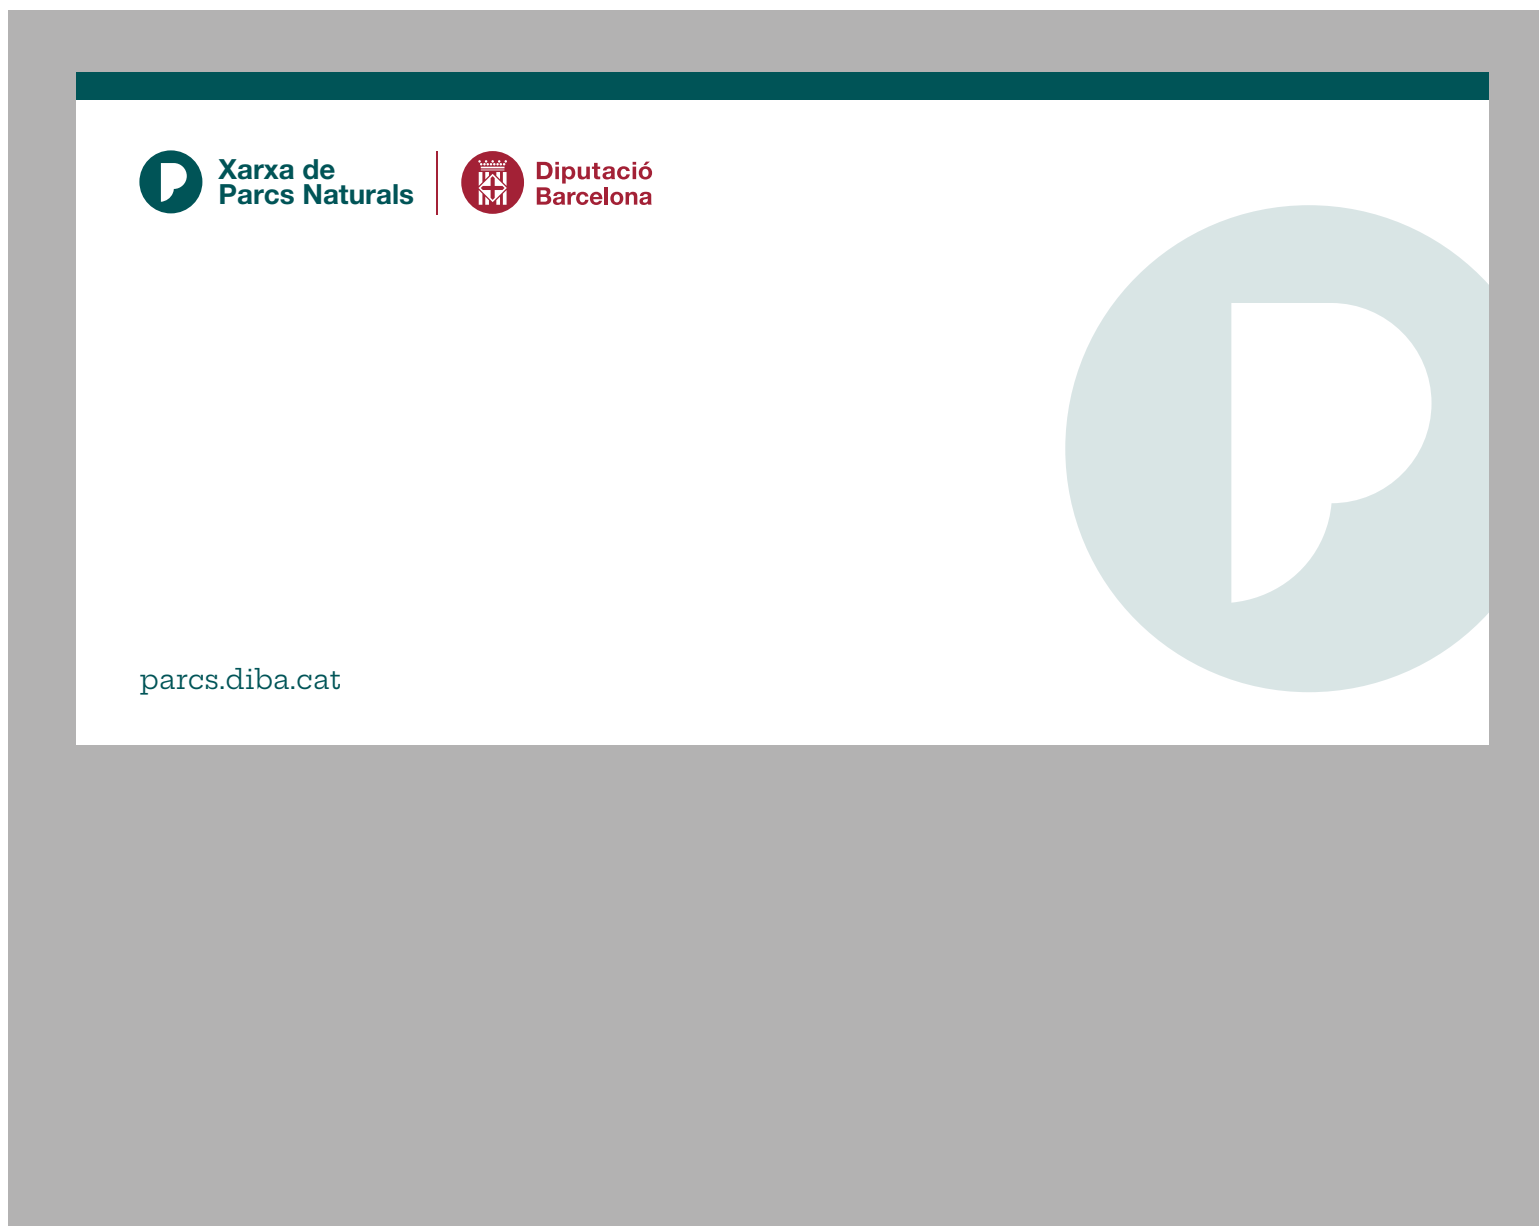 Xarxa de
Parcs Naturals
Diputació
Barcelona
parcs.diba.cat